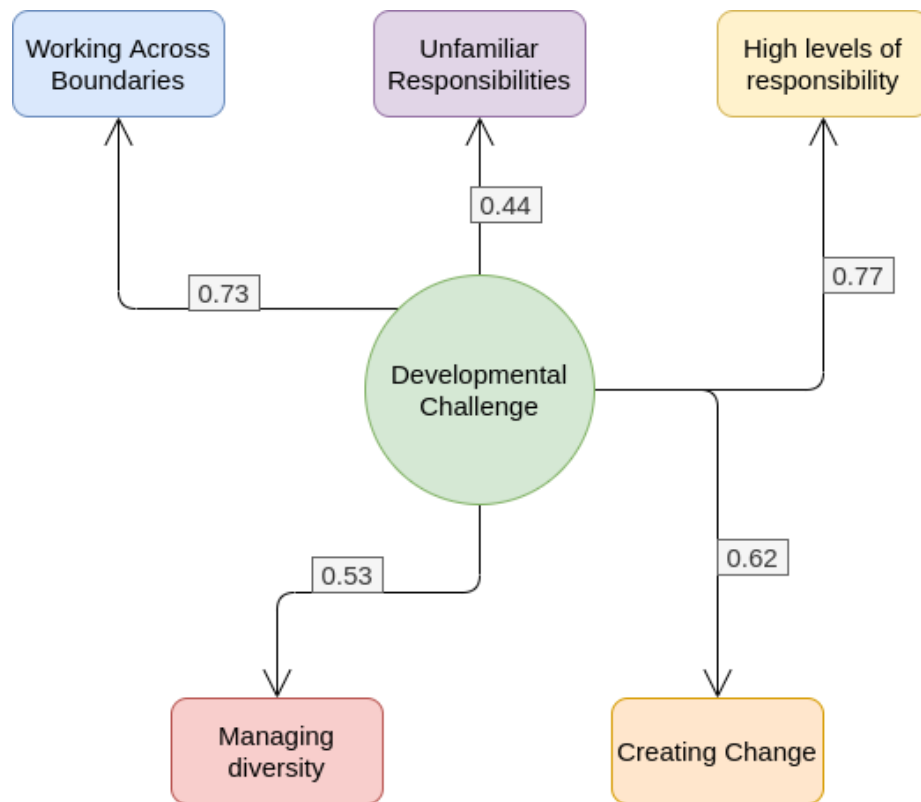 Working Across
Boundaries
Unfamiliar
Responsibilities
High levels of
responsibility
0.44
0.77
0.73
Developmental
Challenge
0.62
0.53
Managing
diversity
Creating Change